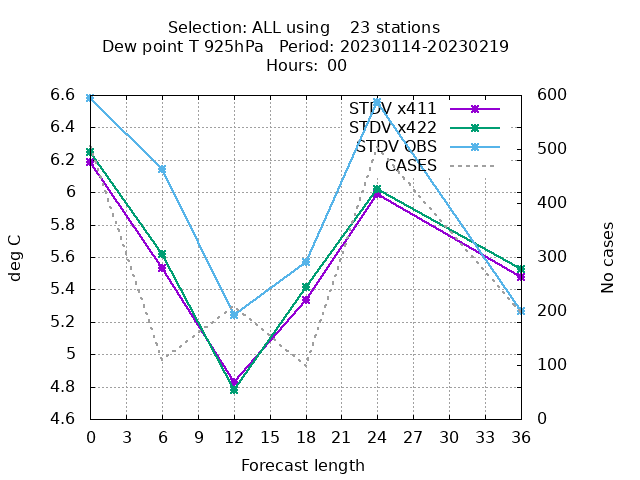 Selection: ALL using    23 stations
Dew point T 925hPa   Period: 20230114-20230219
Hours:  00
6.6
6.4
6.2
6
5.8
5.6
5.4
5.2
5
4.8
4.6
deg C
600
500
400
300
200
100
0
No cases
STDV x411
STDV x422
STDV OBS
CASES
0 3 6 9 12 15 18 21 24 27 30 33 36
Forecast length